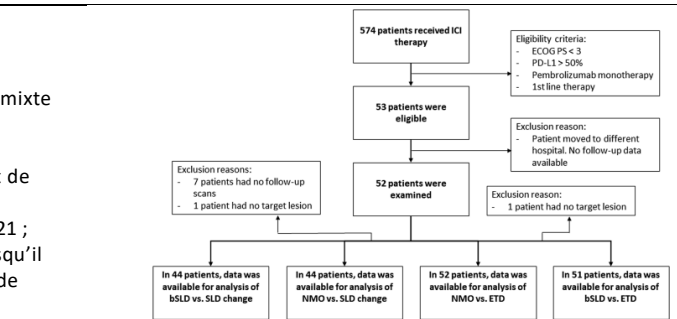 574 patients received ICI
therapy
Eligibility criteria:
- ECOG PS < 3
- PD-L1 > 50%
- Pembrolizumab monotherapy
- 1st line therapy
mixte
53 patients were
eligible
Exclusion reason:
- Patient moved to different
hospital. No follow-up data
available
de
21 ;
squ’il
de
Exclusion reasons:
- 7 patients had no follow-up
scans
- 1 patient had no target lesion
52 patients were
examined
Exclusion reason:
- 1 patient had no target lesion
In 44 patients, data was
available for analysis of
bSLD vs. SLD change
In 44 patients, data was
available for analysis of
NMO vs. SLD change
In 52 patients, data was
available for analysis of
NMO vs. ETD
In 51 patients, data was
available for analysis of
bSLD vs. ETD